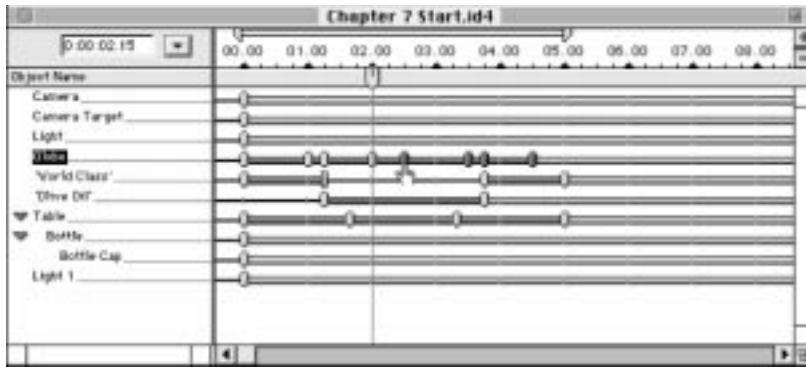 Chapter 7 Start.id4
0:00:02.15
00.00 01.00 02.00 03.00 04.00 05.00 06.00 07.00 08.00
Object Name
Camera
Camera Target
Light
Globe
'World Class'
'Olive Oil'
Table
Bottle
Bottle Cap
Light 1